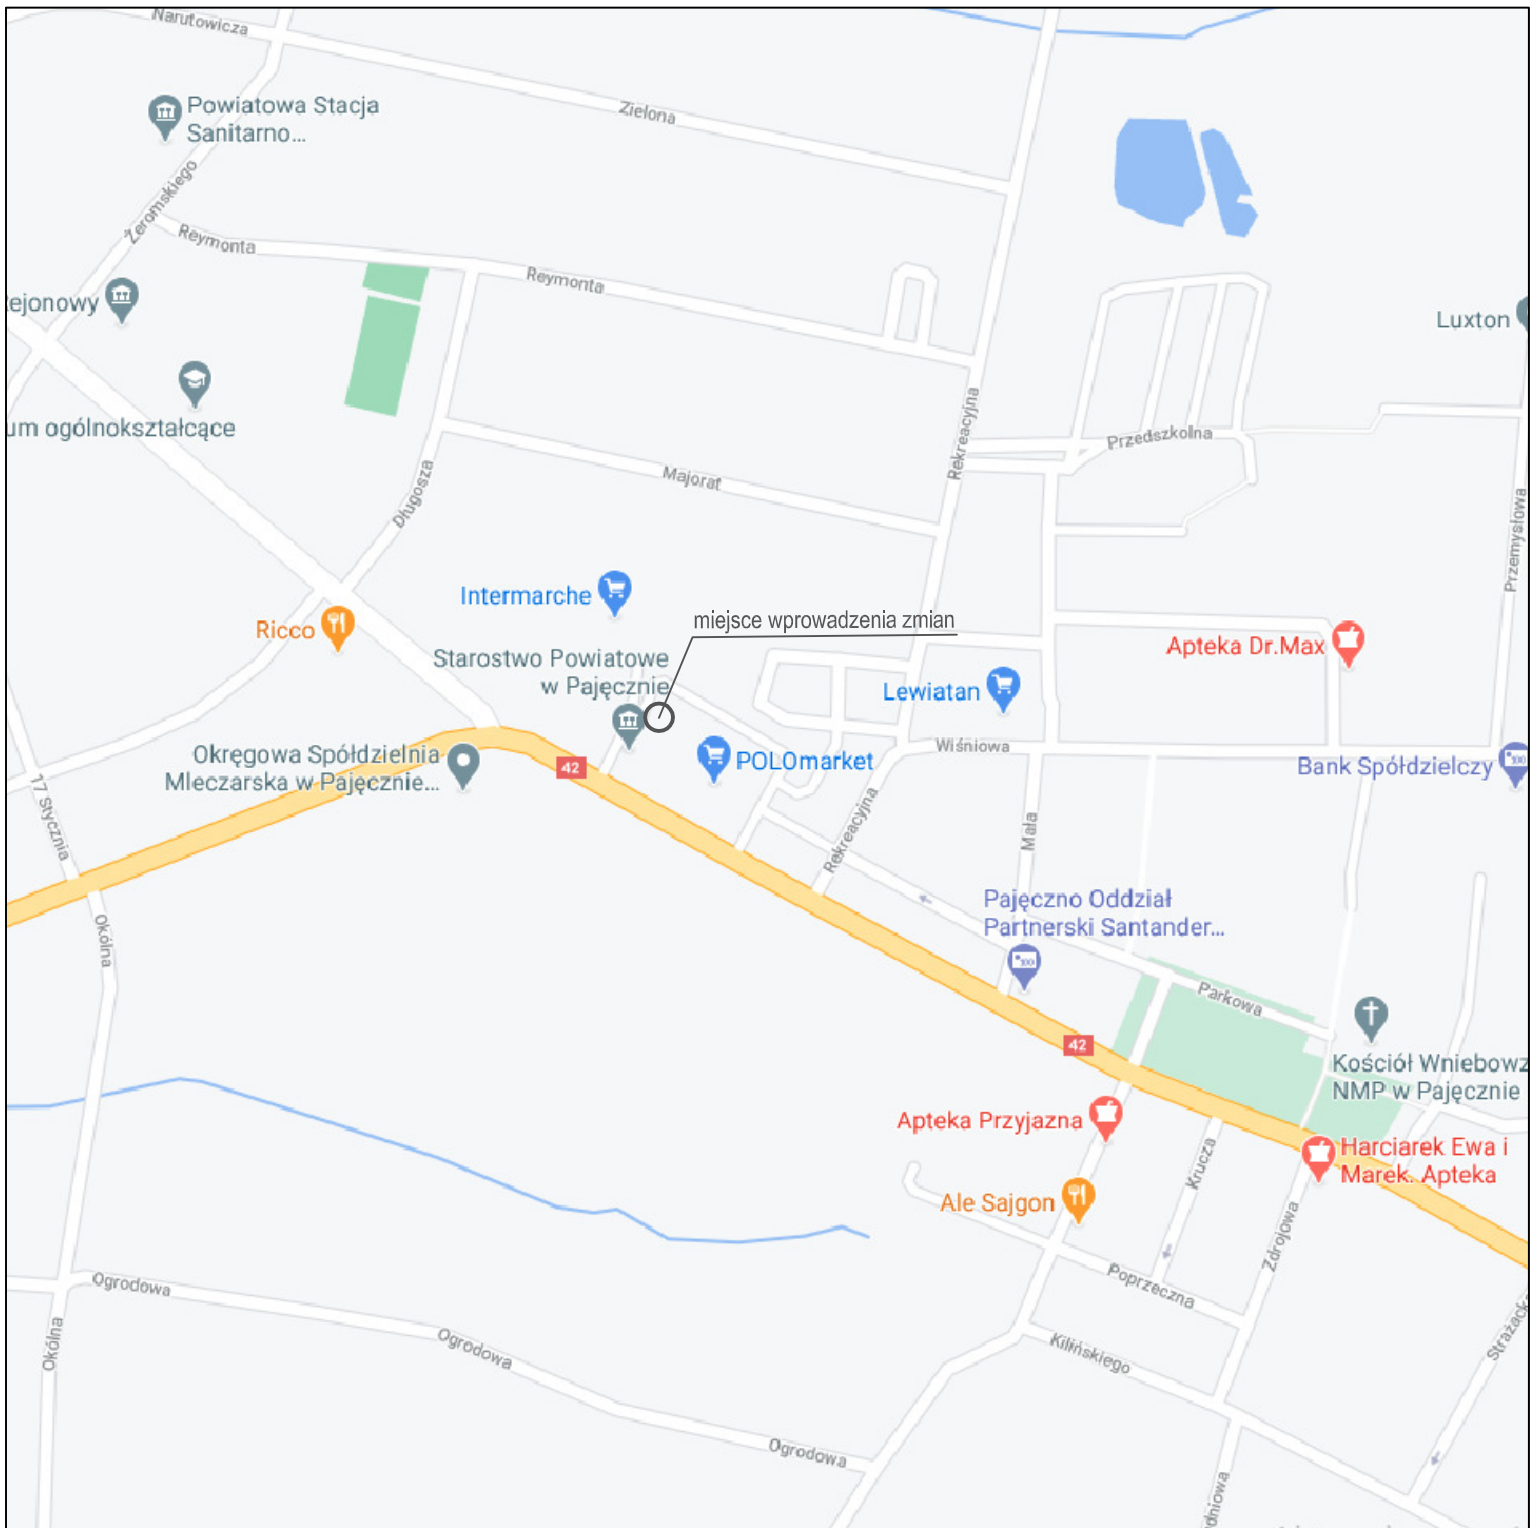 Narutowicza
Zielona
Powiatowa Stacja
Sanitarno...
Żeromskiego
Reymonta
Reymonta
ejonowy
Luxton
um ogólnokształcące
Rekreacyjna
Przedszkolna
Długosza
Majorat
Przemysłowa
Intermarche
miejsce wprowadzenia zmian
Ricco
Starostwo Powiatowe
w Pajęcznie
Apteka Dr.Max
Lewiatan
Wiśniowa
Okręgowa Spółdzielnia
Mleczarska w Pajęcznie...
42
POLOmarket
Bank Spółdzielczy
17 Stycznia
Rekreacyjna
Mała
Okólna
Pajęczno Oddział
Partnerski Santander...
Parkowa
42
Kościół Wniebowz
NMP w Pajęcznie
Apteka Przyjazna
Harciarek Ewa i
Marek. Apteka
Krucza
Ale Sajgon
Zdrojowa
Ogrodowa
Poprzeczna
Okólna
Ogrodowa
Kilińskiego
Strażack
Ogrodowa
dniowa